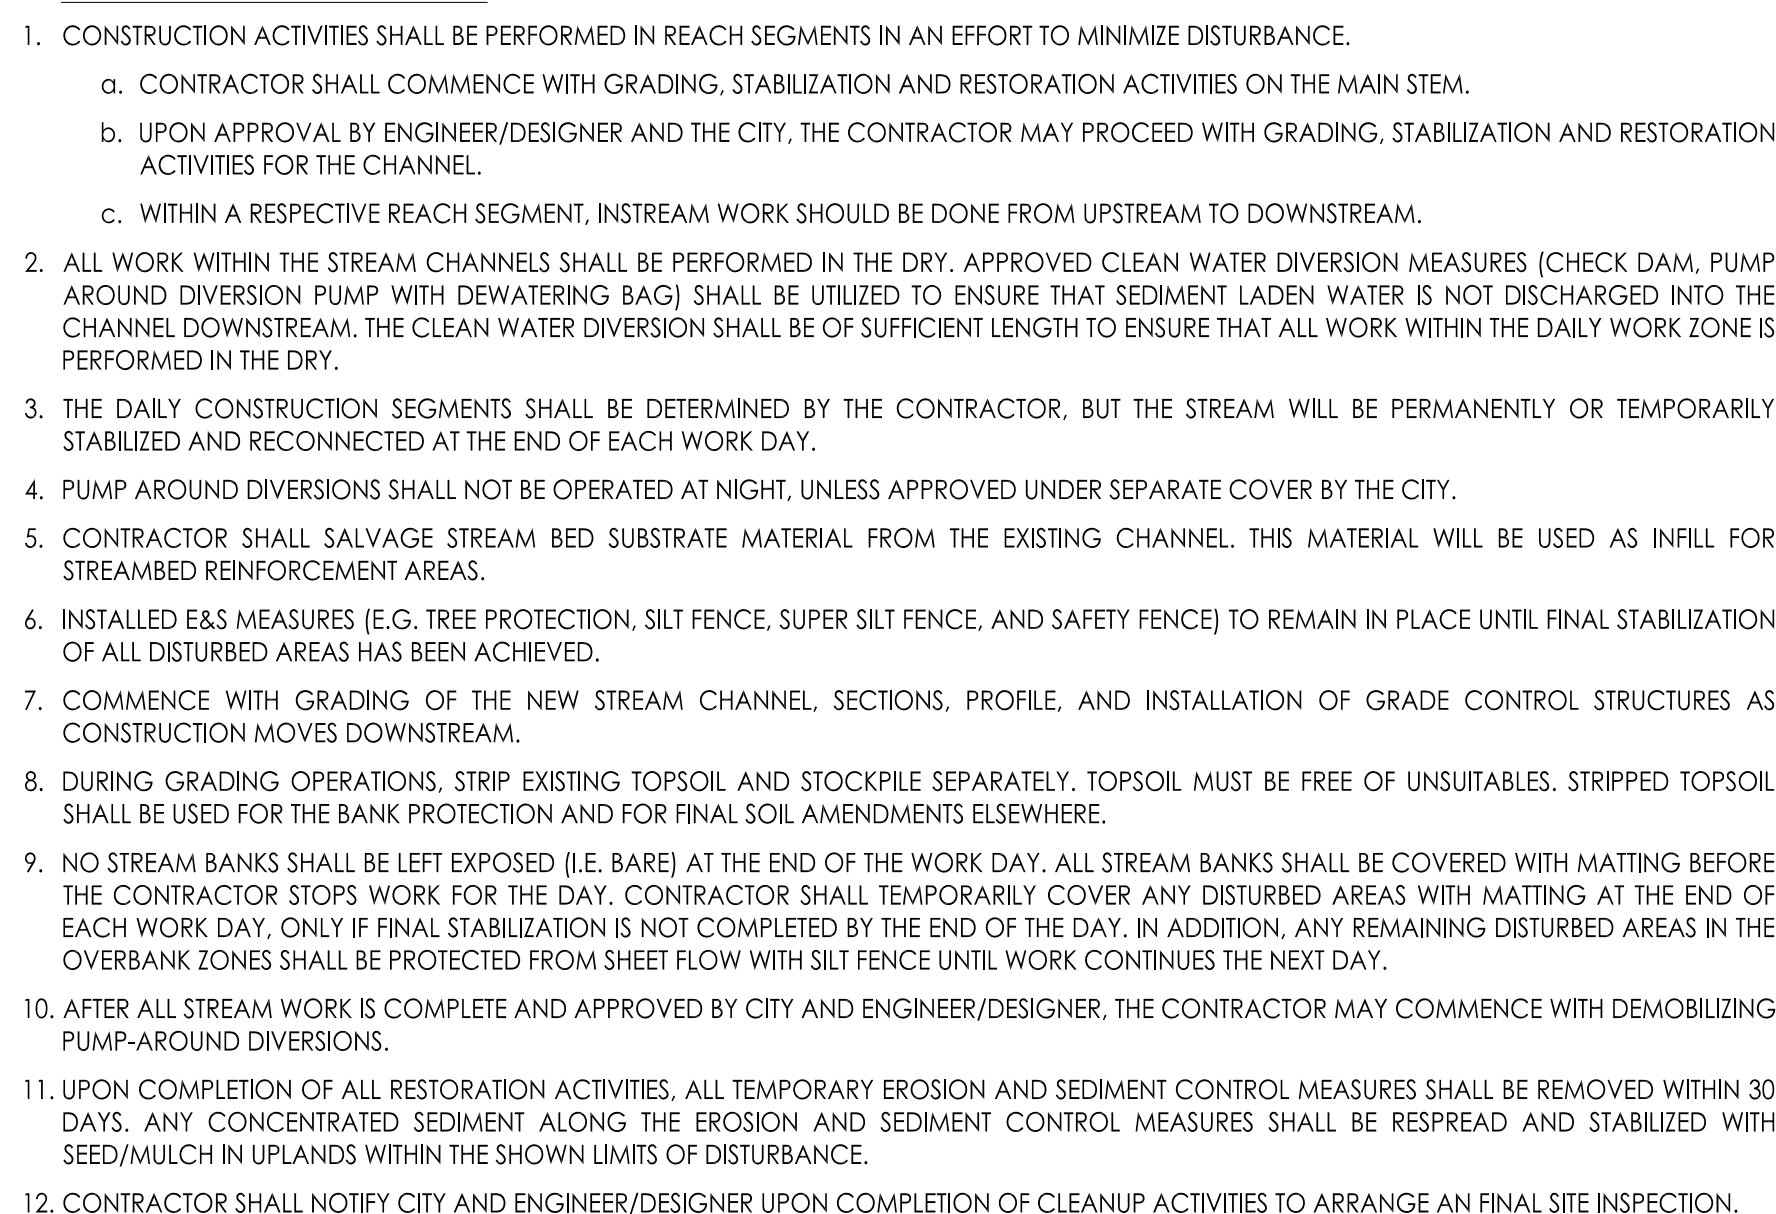 1. CONSTRUCTION ACTIVITIES SHALL BE PERFORMED IN REACH SEGMENTS IN AN EFFORT TO MINIMIZE DISTURBANCE.
a. CONTRACTOR SHALL COMMENCE WITH GRADING, STABILIZATION AND RESTORATION ACTIVITIES ON THE MAIN STEM.
b. UPON APPROVAL BY ENGINEER/DESIGNER AND THE CITY, THE CONTRACTOR MAY PROCEED WITH GRADING, STABILIZATION AND RESTORATION
ACTIVITIES FOR THE CHANNEL.
c. WITHIN A RESPECTIVE REACH SEGMENT, INSTREAM WORK SHOULD BE DONE FROM UPSTREAM TO DOWNSTREAM.
2. ALL WORK WITHIN THE STREAM CHANNELS SHALL BE PERFORMED IN THE DRY. APPROVED CLEAN WATER DIVERSION MEASURES (CHECK DAM, PUMP
AROUND DIVERSION PUMP WITH DEWATERING BAG) SHALL BE UTILIZED TO ENSURE THAT SEDIMENT LADEN WATER IS NOT DISCHARGED INTO THE
CHANNEL DOWNSTREAM. THE CLEAN WATER DIVERSION SHALL BE OF SUFFICIENT LENGTH TO ENSURE THAT ALL WORK WITHIN THE DAILY WORK ZONE IS
PERFORMED IN THE DRY.
3. THE DAILY CONSTRUCTION SEGMENTS SHALL BE DETERMINED BY THE CONTRACTOR, BUT THE STREAM WILL BE PERMANENTLY OR TEMPORARILY
STABILIZED AND RECONNECTED AT THE END OF EACH WORK DAY.
4. PUMP AROUND DIVERSIONS SHALL NOT BE OPERATED AT NIGHT, UNLESS APPROVED UNDER SEPARATE COVER BY THE CITY.
5. CONTRACTOR SHALL SALVAGE STREAM BED SUBSTRATE MATERIAL FROM THE EXISTING CHANNEL. THIS MATERIAL WILL BE USED AS INFILL FOR
STREAMBED REINFORCEMENT AREAS.
6. INSTALLED E&S MEASURES (E.G. TREE PROTECTION, SILT FENCE, SUPER SILT FENCE, AND SAFETY FENCE) TO REMAIN IN PLACE UNTIL FINAL STABILIZATION
OF ALL DISTURBED AREAS HAS BEEN ACHIEVED.
7. COMMENCE WITH GRADING OF THE NEW STREAM CHANNEL, SECTIONS, PROFILE, AND INSTALLATION OF GRADE CONTROL STRUCTURES AS
CONSTRUCTION MOVES DOWNSTREAM.
8. DURING GRADING OPERATIONS, STRIP EXISTING TOPSOIL AND STOCKPILE SEPARATELY. TOPSOIL MUST BE FREE OF UNSUITABLES. STRIPPED TOPSOIL
SHALL BE USED FOR THE BANK PROTECTION AND FOR FINAL SOIL AMENDMENTS ELSEWHERE.
9. NO STREAM BANKS SHALL BE LEFT EXPOSED (I.E. BARE) AT THE END OF THE WORK DAY. ALL STREAM BANKS SHALL BE COVERED WITH MATTING BEFORE
THE CONTRACTOR STOPS WORK FOR THE DAY. CONTRACTOR SHALL TEMPORARILY COVER ANY DISTURBED AREAS WITH MATTING AT THE END OF
EACH WORK DAY, ONLY IF FINAL STABILIZATION IS NOT COMPLETED BY THE END OF THE DAY. IN ADDITION, ANY REMAINING DISTURBED AREAS IN THE
OVERBANK ZONES SHALL BE PROTECTED FROM SHEET FLOW WITH SILT FENCE UNTIL WORK CONTINUES THE NEXT DAY.
10. AFTER ALL STREAM WORK IS COMPLETE AND APPROVED BY CITY AND ENGINEER/DESIGNER, THE CONTRACTOR MAY COMMENCE WITH DEMOBILIZING
PUMP-AROUND DIVERSIONS.
11. UPON COMPLETION OF ALL RESTORATION ACTIVITIES, ALL TEMPORARY EROSION AND SEDIMENT CONTROL MEASURES SHALL BE REMOVED WITHIN 30
DAYS. ANY CONCENTRATED SEDIMENT ALONG THE EROSION AND SEDIMENT CONTROL MEASURES SHALL BE RESPREAD AND STABILIZED WITH
SEED/MULCH IN UPLANDS WITHIN THE SHOWN LIMITS OF DISTURBANCE.
12. CONTRACTOR SHALL NOTIFY CITY AND ENGINEER/DESIGNER UPON COMPLETION OF CLEANUP ACTIVITIES TO ARRANGE AN FINAL SITE INSPECTION.